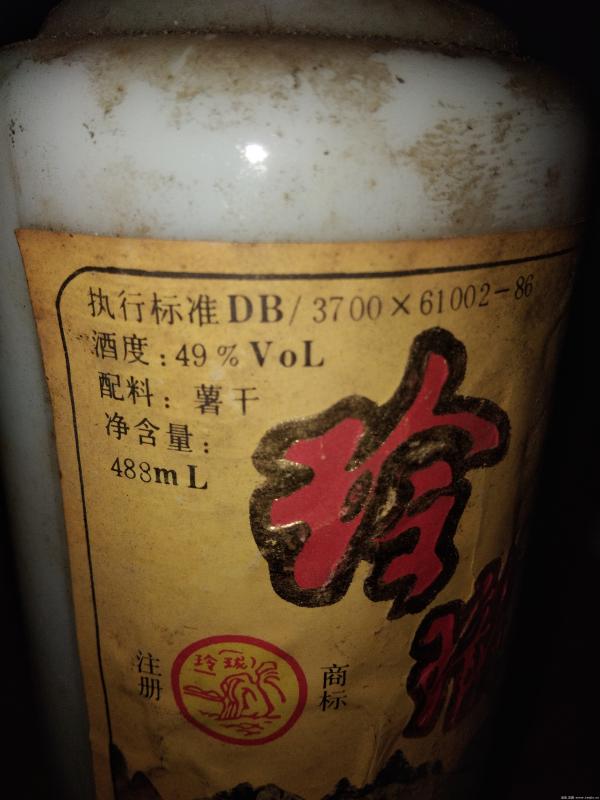 执行标准DB/3700×61002-86
酒度:49%VoL
配料:薯干
净含量:
488mL
玲
注册
玲珑
商标